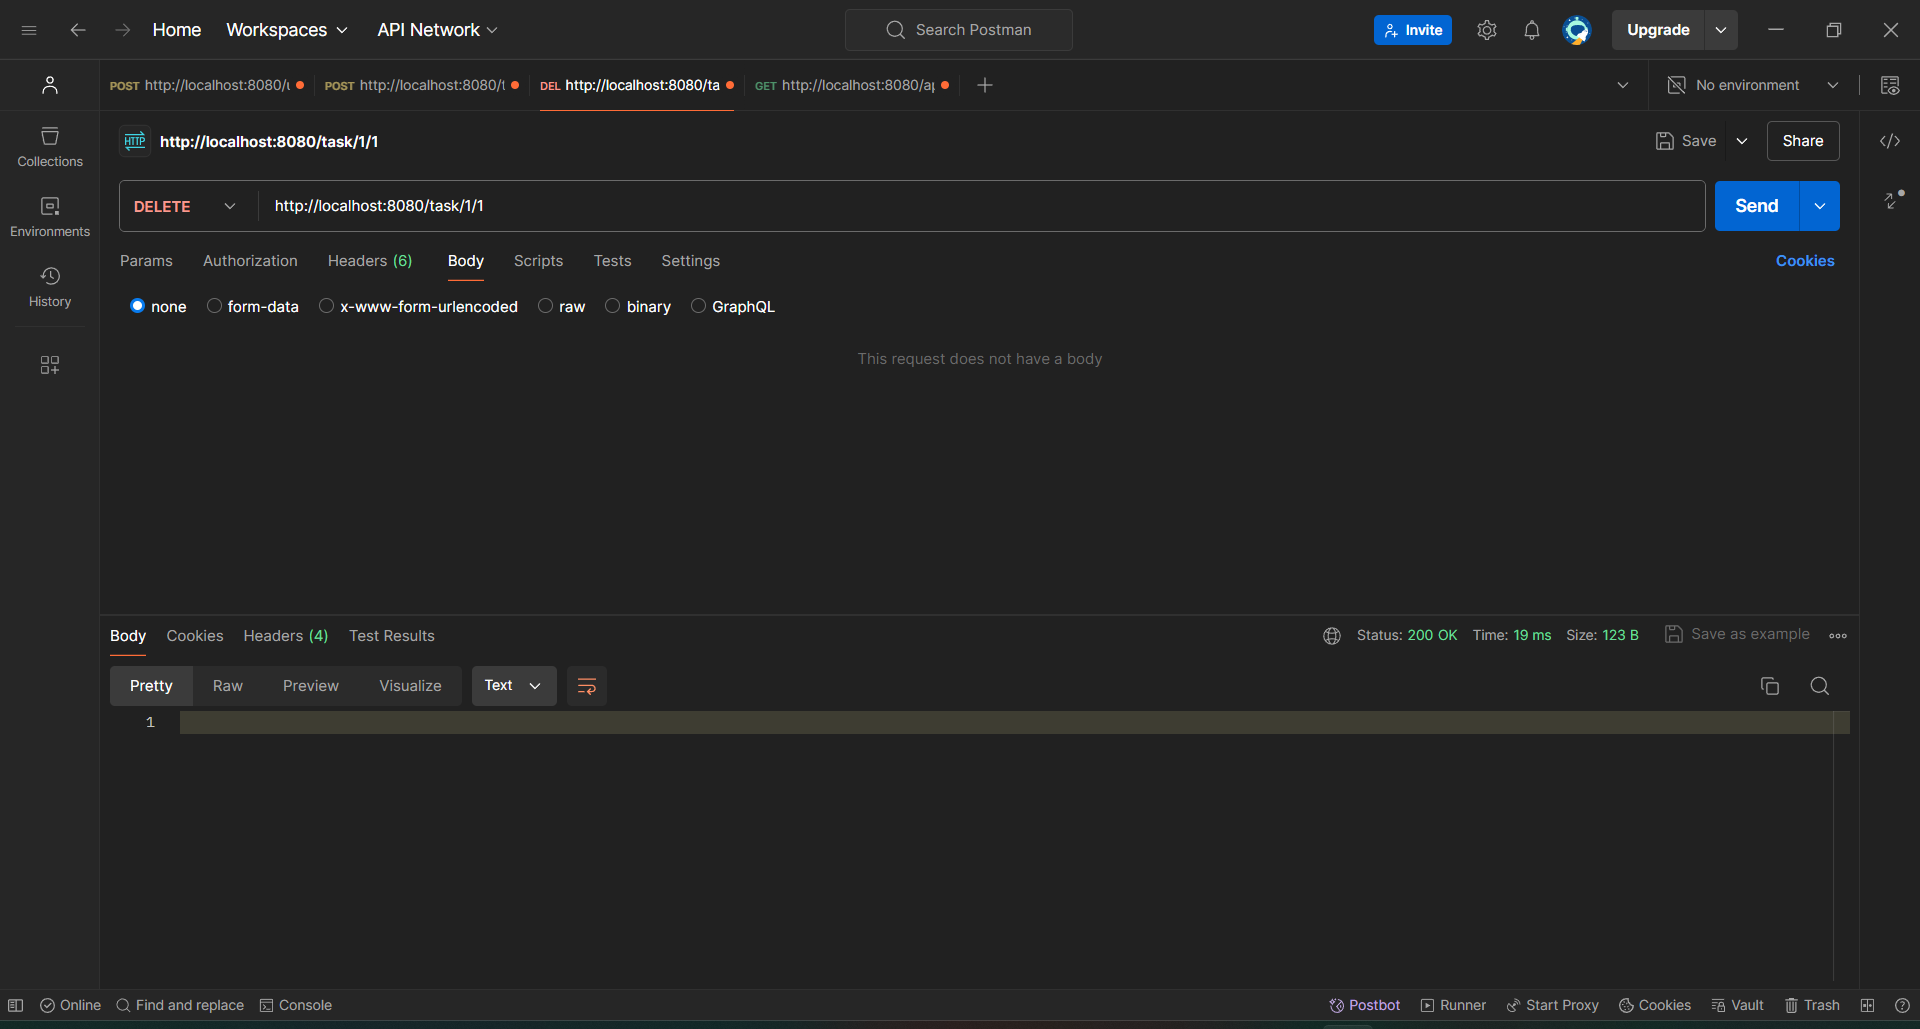 Home Workspaces API Network Search Postman Invite Upgrade
POST http://localhost:8080/ POST http://localhost:8080/t DEL http://localhost:8080/ta GET http://localhost:8080/a No environment
HTTP http://localhost:8080/task/1/1 Save Share
Collections
DELETE http://localhost:8080/task/1/1 Send
Environments
Params Authorization Headers (6) Body Scripts Tests Settings Cookies
History
none form-data x-www-form-urlencoded raw binary GraphQL
This request does not have a body
Body Cookies Headers (4) Test Results Status: 200 OK Time: 19 ms Size: 123 B Save as example
Pretty Raw Preview Visualize Text
1
Online Find and replace Console Postbot Runner Start Proxy Cookies Vault Trash